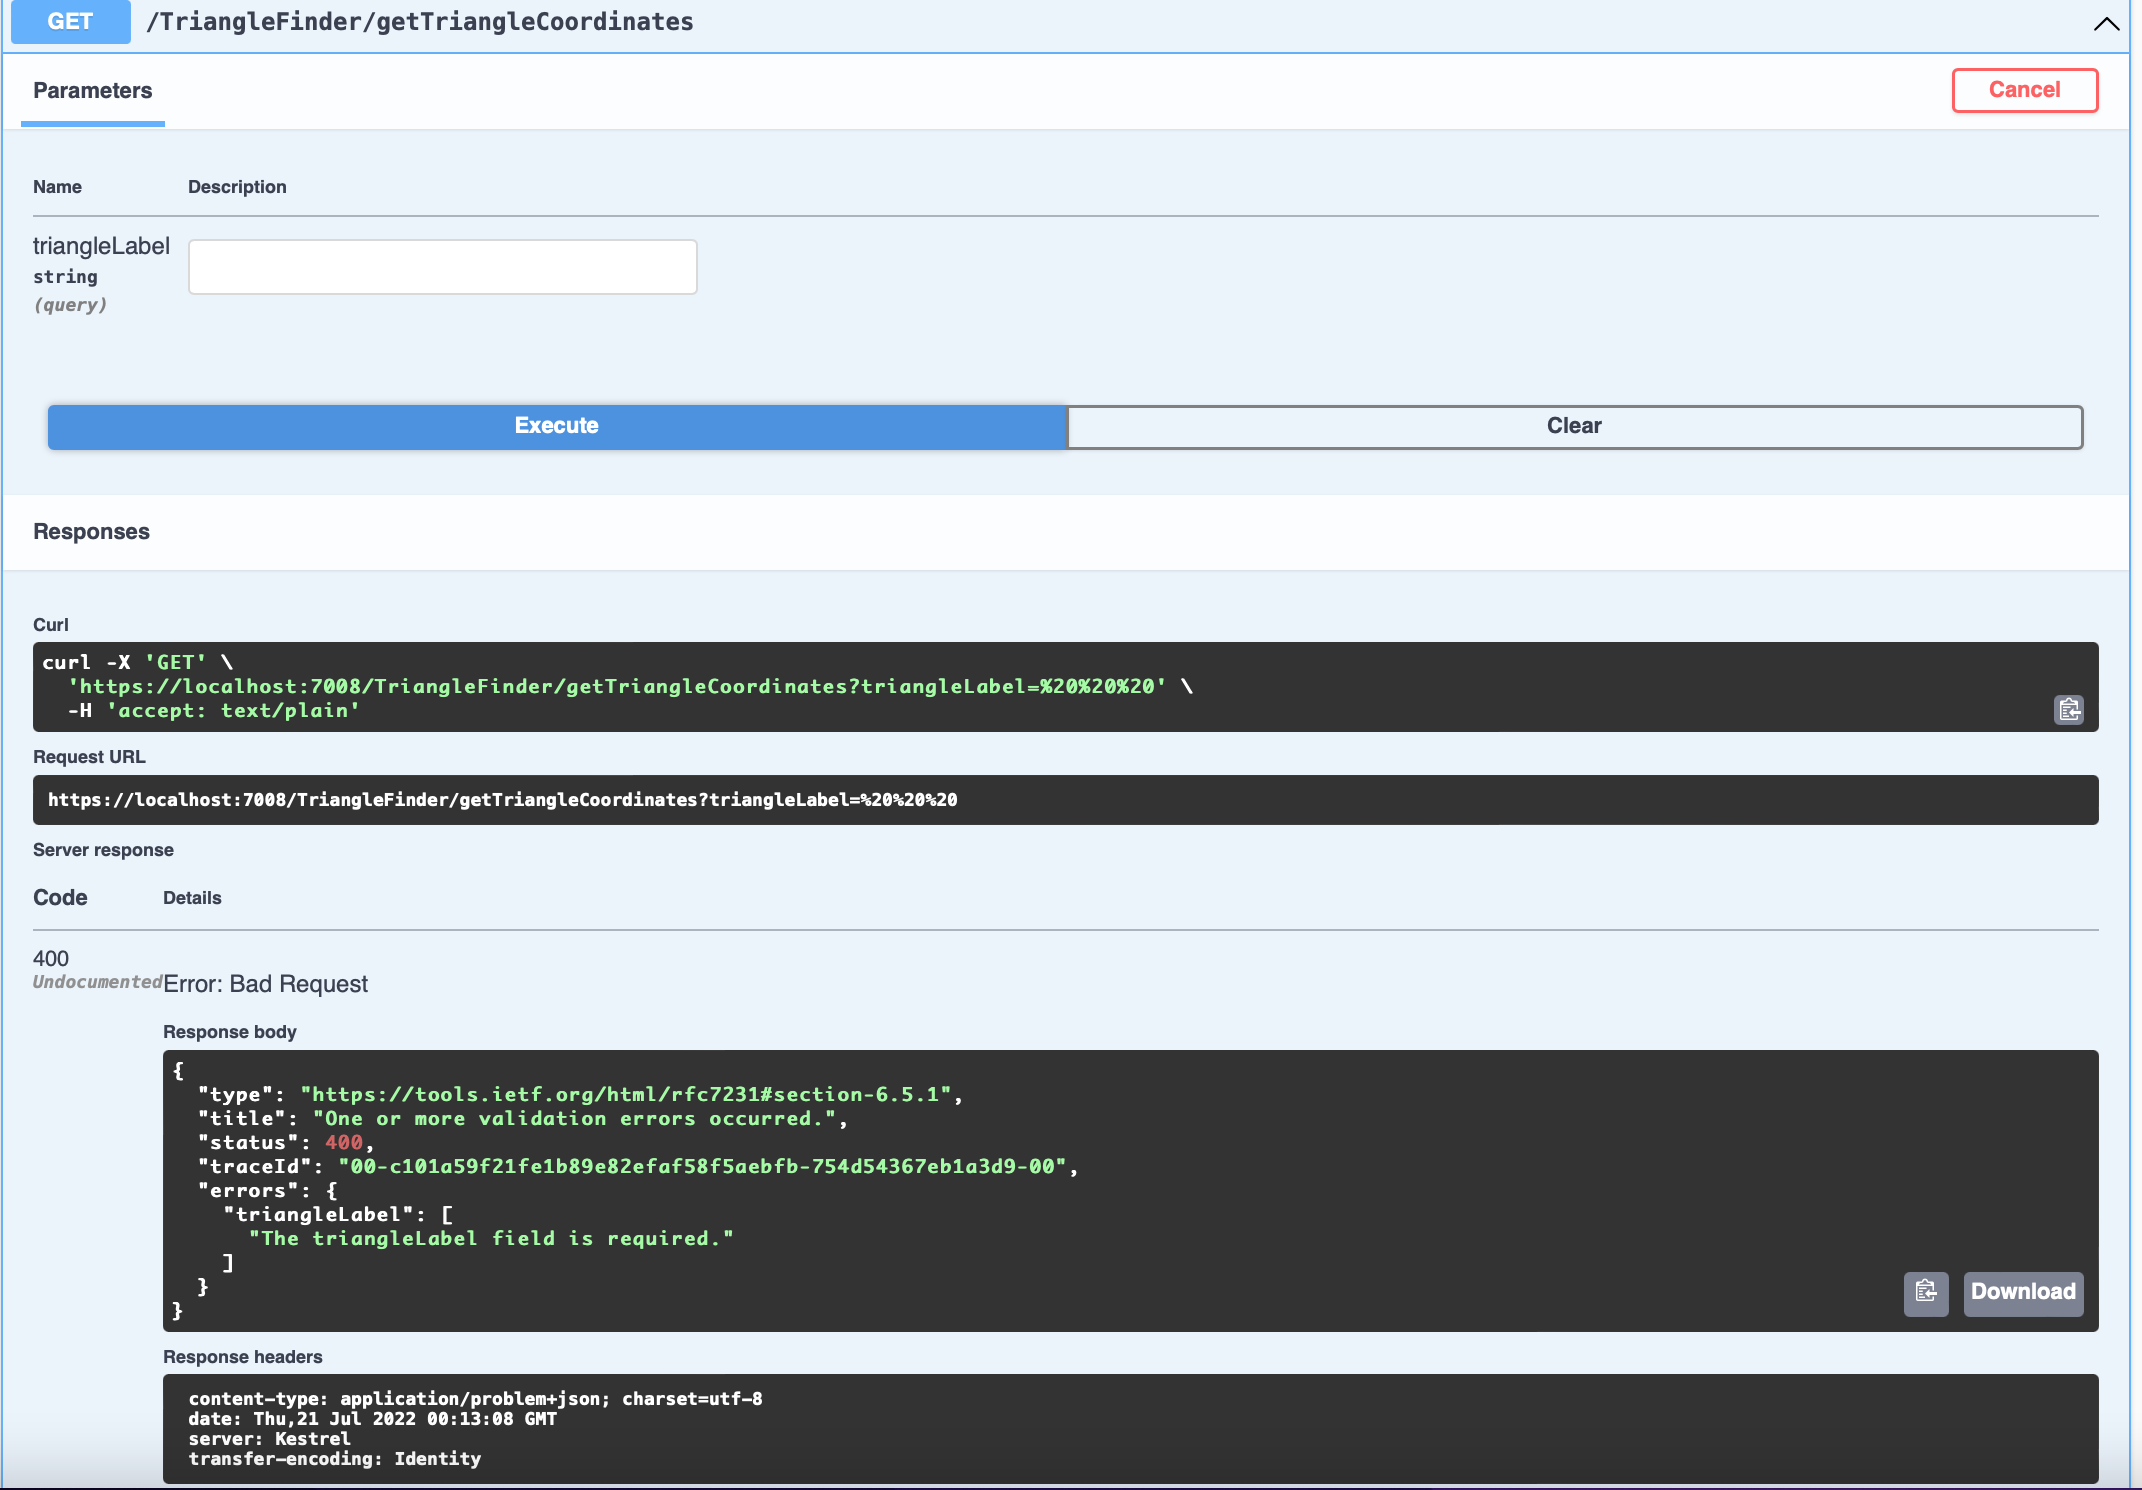 GET /TriangleFinder/getTriangleCoordinates
Parameters
Cancel
Name Description
triangleLabel
string
(query)
Execute
Clear
Responses
Curl
curl -X 'GET' \
'https://localhost:7008/TriangleFinder/getTriangleCoordinates?triangleLabel=%20%20%20' \
-H 'accept: text/plain'
Request URL
https://localhost:7008/TriangleFinder/getTriangleCoordinates?triangleLabel=%20%20%20
Server response
Code Details
400
Undocumented Error: Bad Request
Response body
{
"type": "https://tools.ietf.org/html/rfc7231#section-6.5.1",
"title": "One or more validation errors occurred.",
"status": 400,
"traceId": "00-c101a59f21fe1b89e82efaf58f5aebfb-754d54367eb1a3d9-00",
"errors": {
"triangleLabel": [
"The triangleLabel field is required."
]
}
}
Download
Response headers
content-type: application/problem+json; charset=utf-8
date: Thu,21 Jul 2022 00:13:08 GMT
server: Kestrel
transfer-encoding: Identity